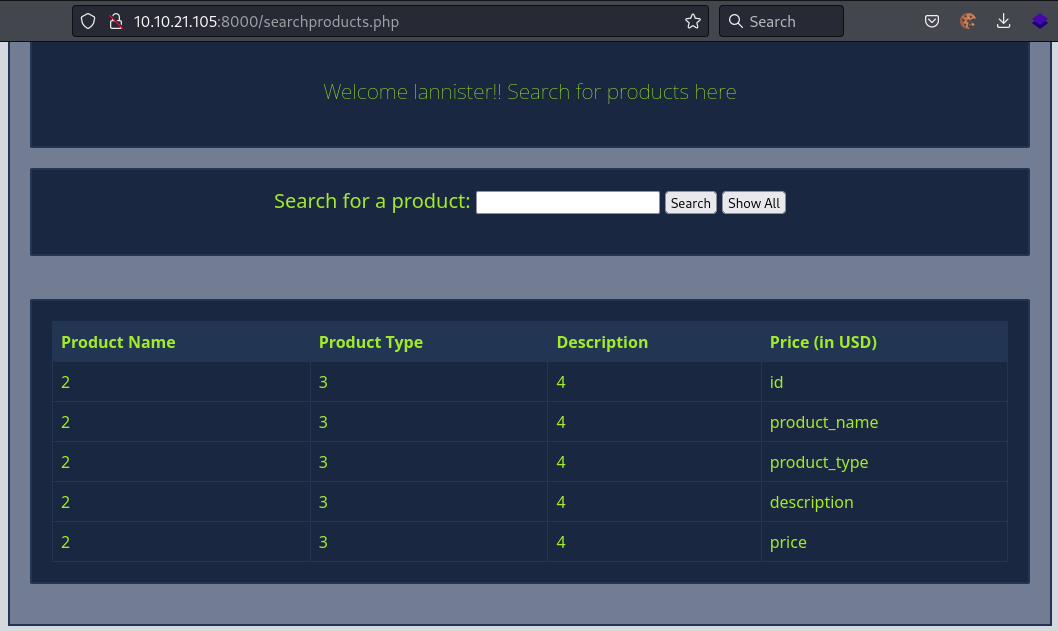 10.10.21.105:8000/searchproducts.php Search
Welcome lannister!! Search for products here
Search for a product: Search Show All
Product Name Product Type Description Price (in USD)
2 3 4 id
2 3 4 product_name
2 3 4 product_type
2 3 4 description
2 3 4 price